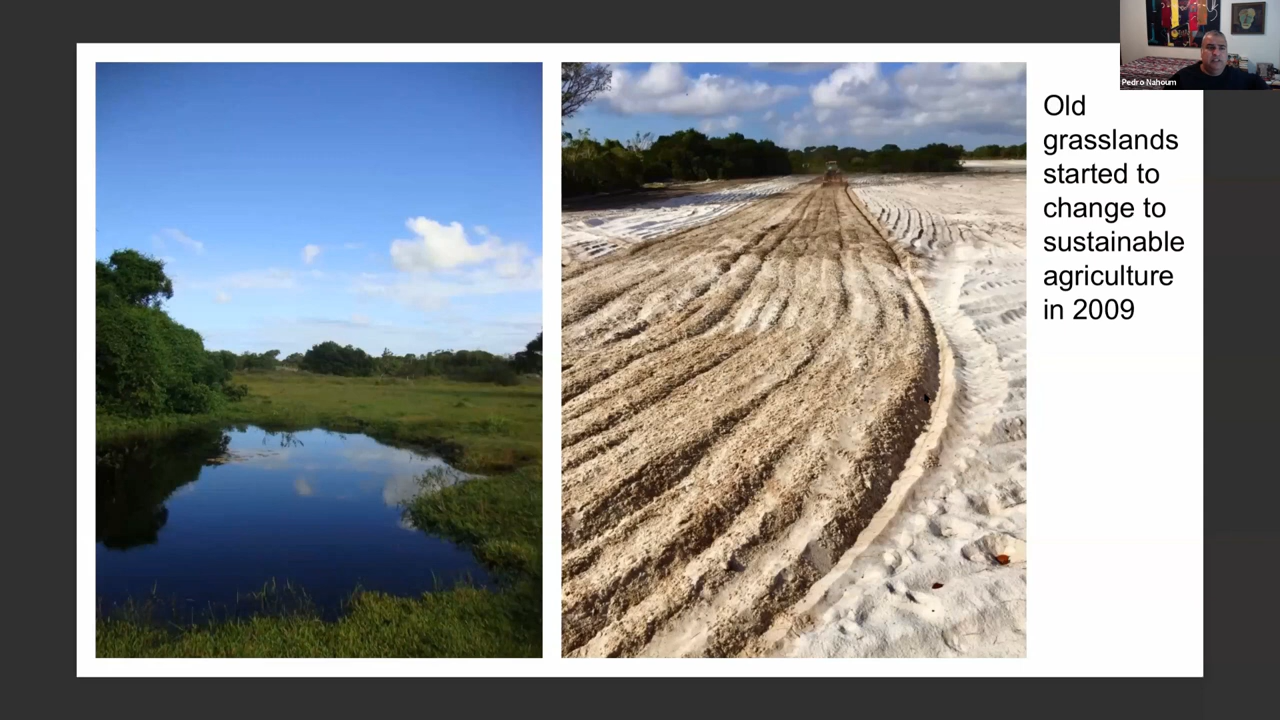 Pedro Nahoum
Old
grasslands
started to
change to
sustainable
agriculture
in 2009